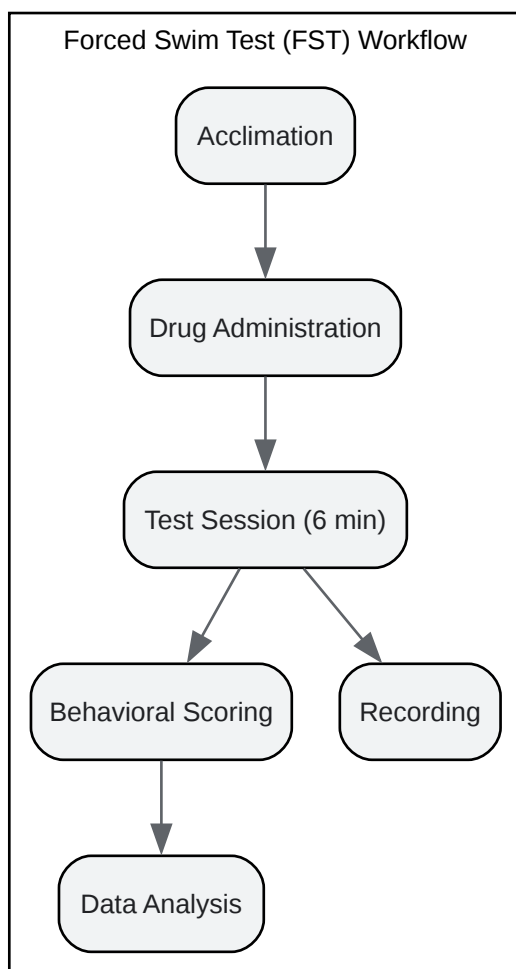 Forced Swim Test (FST) Workflow
Acclimation
Drug Administration
Test Session (6 min)
Behavioral Scoring
Recording
Data Analysis